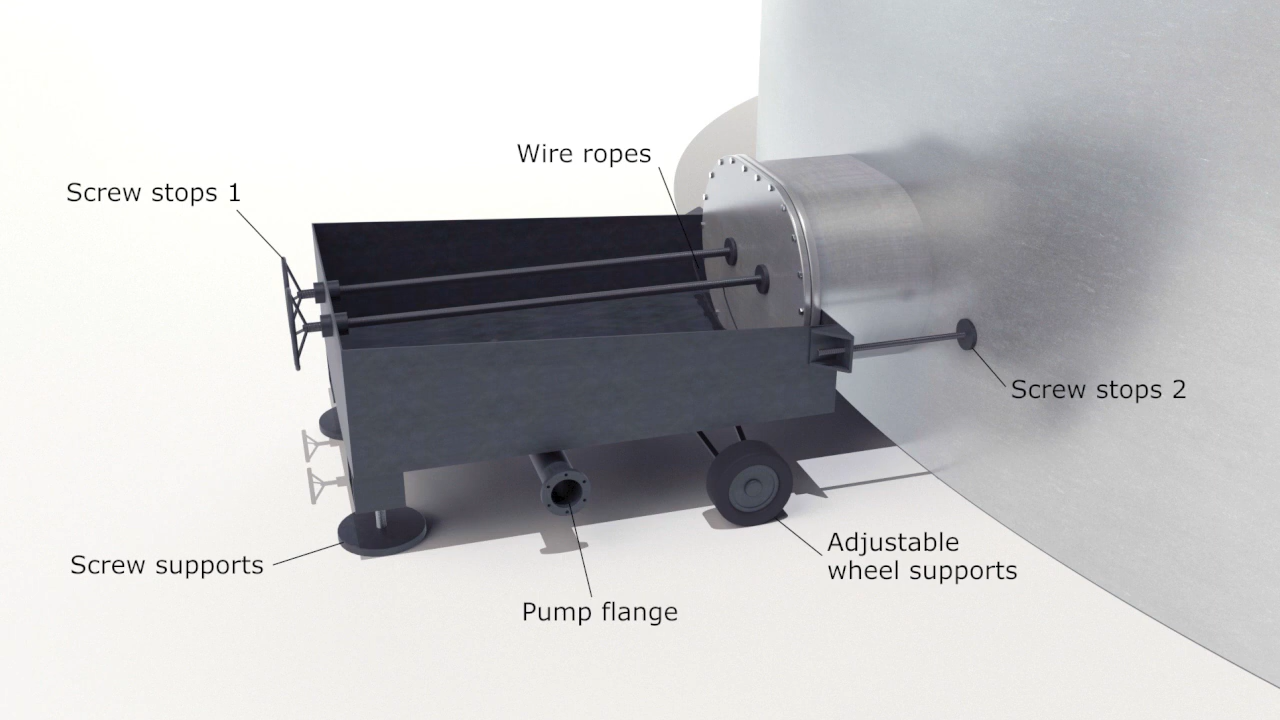 Wire ropes
Screw stops 1
Screw stops 2
Adjustable
wheel supports
Screw supports
Pump flange